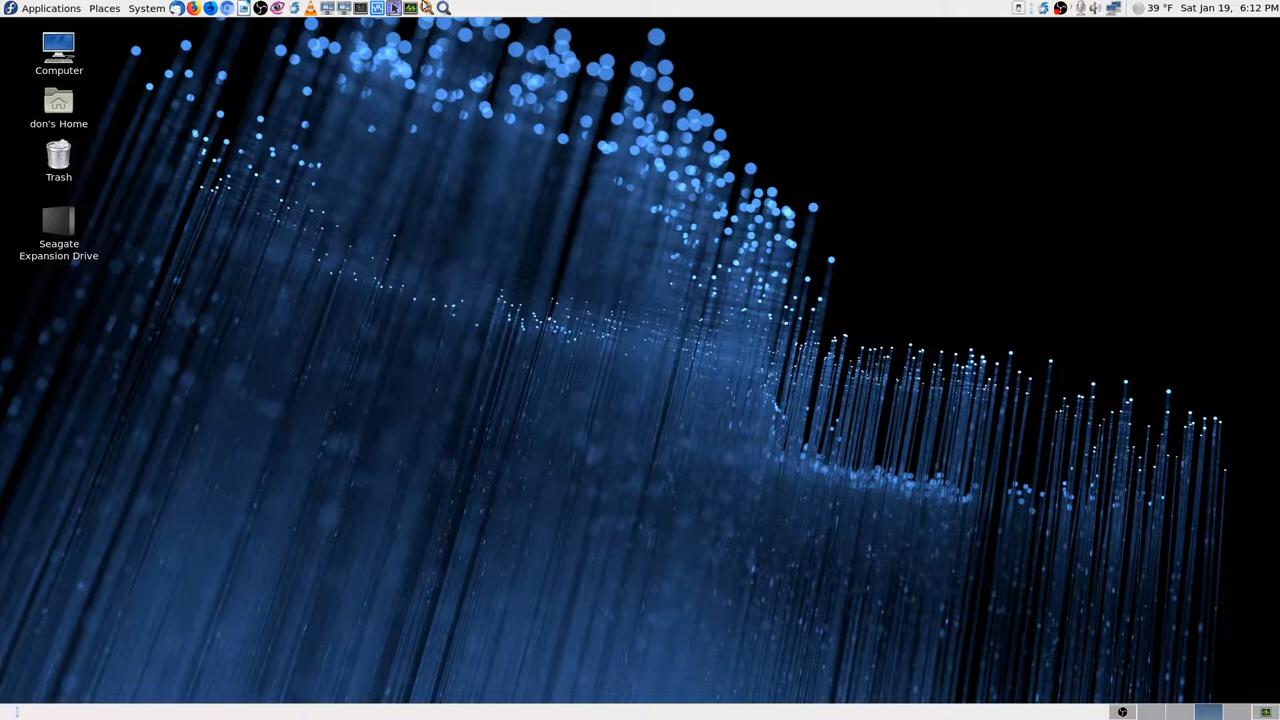 Applications Places System 39 °F Sat Jan 19, 6:12 PM
Computer
don's Home
Trash
Seagate
Expansion Drive